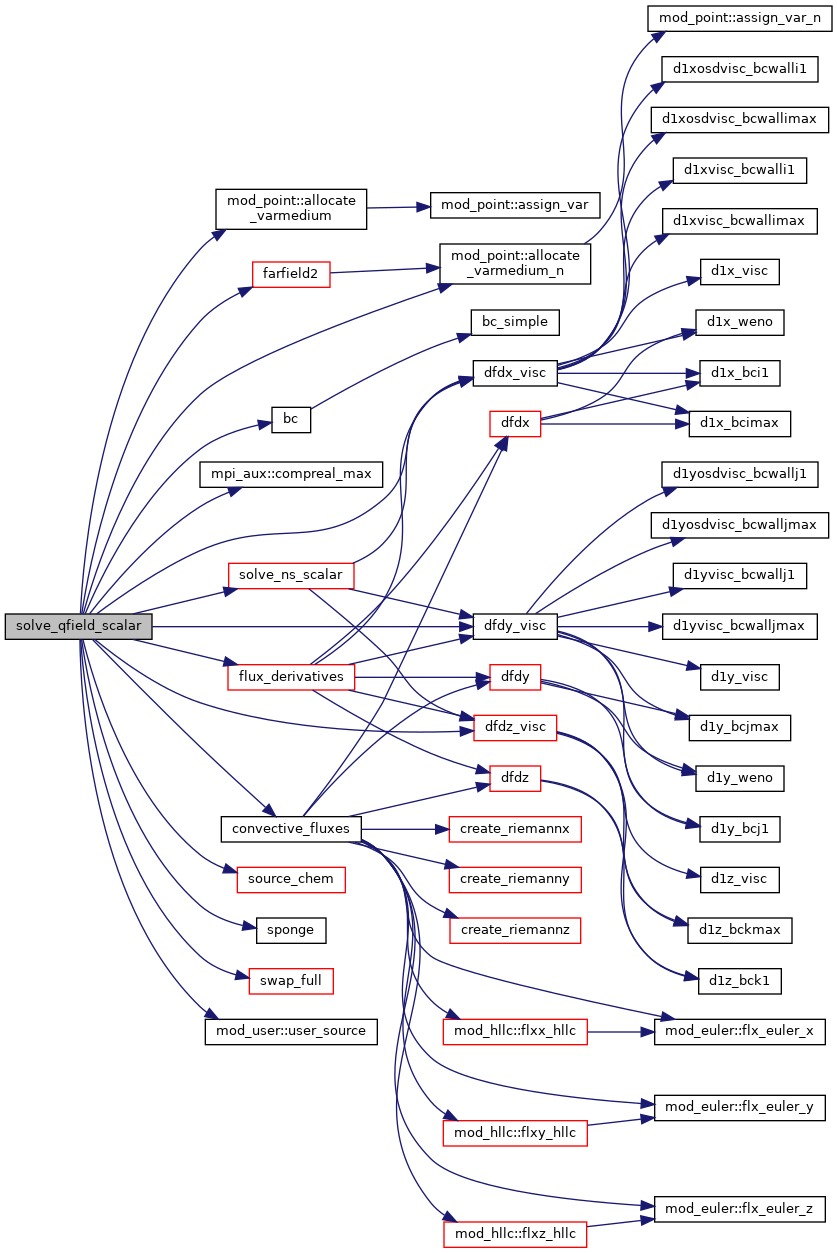 mod_point::assign_var_n
d1xosdvisc_bcwalli1
d1xosdvisc_bcwallimax
d1xvisc_bcwalli1
mod_point::allocate
_varmedium
mod_point::assign_var
d1xvisc_bcwallimax
farfield2
mod_point::allocate
_varmedium_n
d1x_visc
bc_simple
d1x_weno
dfdx_visc
d1x_bci1
bc
dfdx
d1x_bcimax
mpi_aux::compreal_max
d1yosdvisc_bcwallj1
d1yosdvisc_bcwalljmax
solve_ns_scalar
d1yvisc_bcwallj1
solve_qfield_scalar
dfdy_visc
d1yvisc_bcwalljmax
flux_derivatives
dfdy
d1y_visc
dfdz_visc
d1y_bcjmax
dfdz
d1y_weno
convective_fluxes
create_riemannx
d1y_bcj1
source_chem
create_riemanny
d1z_visc
sponge
create_riemannz
d1z_bckmax
swap_full
d1z_bck1
mod_user::user_source
mod_hllc::flxx_hllc
mod_euler::flx_euler_x
mod_euler::flx_euler_y
mod_hllc::flxy_hllc
mod_euler::flx_euler_z
mod_hllc::flxz_hllc